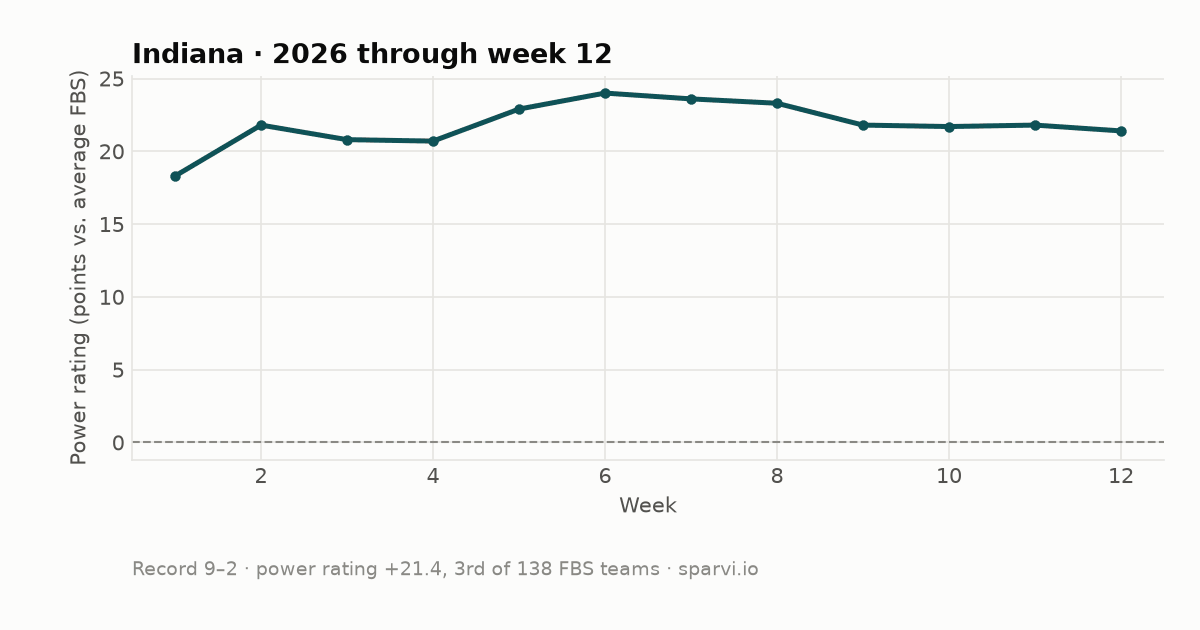 Indiana · 2026 through week 12
Power rating (points vs. average FBS)
25
20
15
10
5
0
2 4 6 8 10 12
Week
Record 9–2 · power rating +21.4, 3rd of 138 FBS teams · sparvi.io